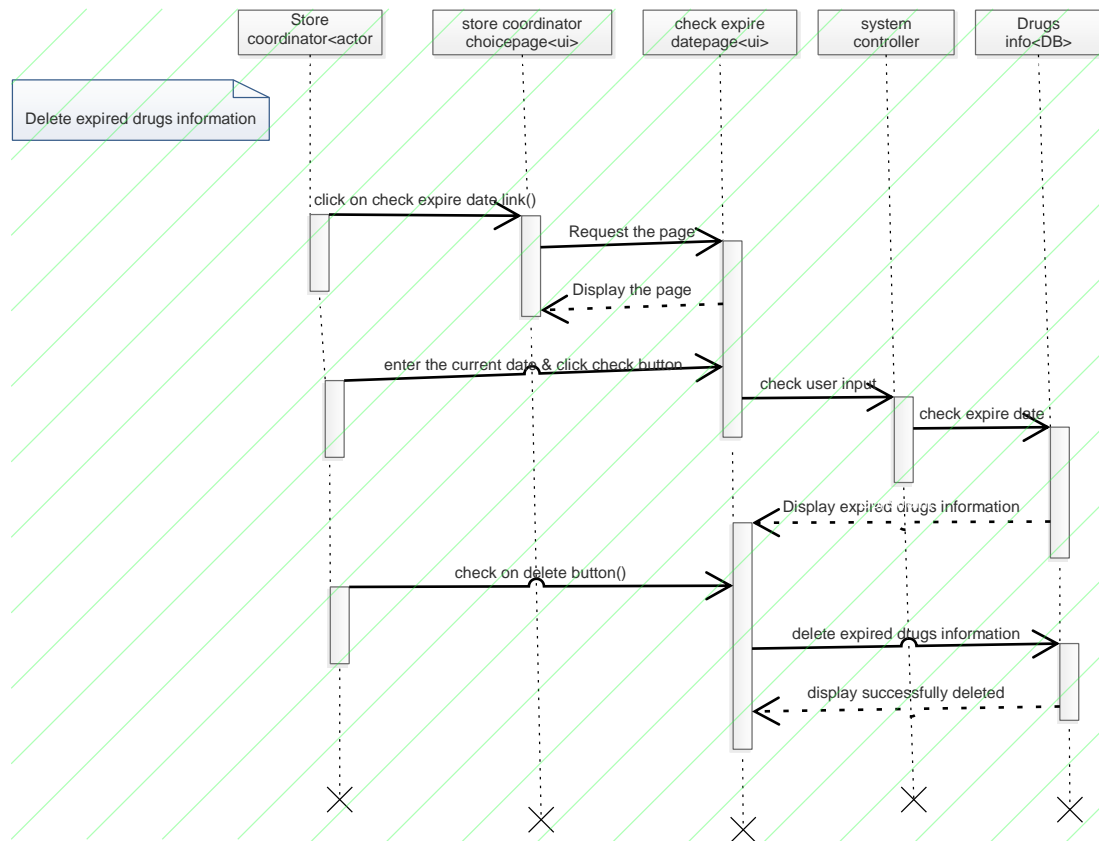 Store
coordinator<actor
store coordinator
choicepage<ui>
check expire
datepage<ui>
system
controller
Drugs
info<DB>
Delete expired drugs information
click on check expire date link()
Request the page
Display the page
enter the current date & click check button
check user input
check expire date
Display expired drugs information
check on delete button()
delete expired drugs information
display successfully deleted